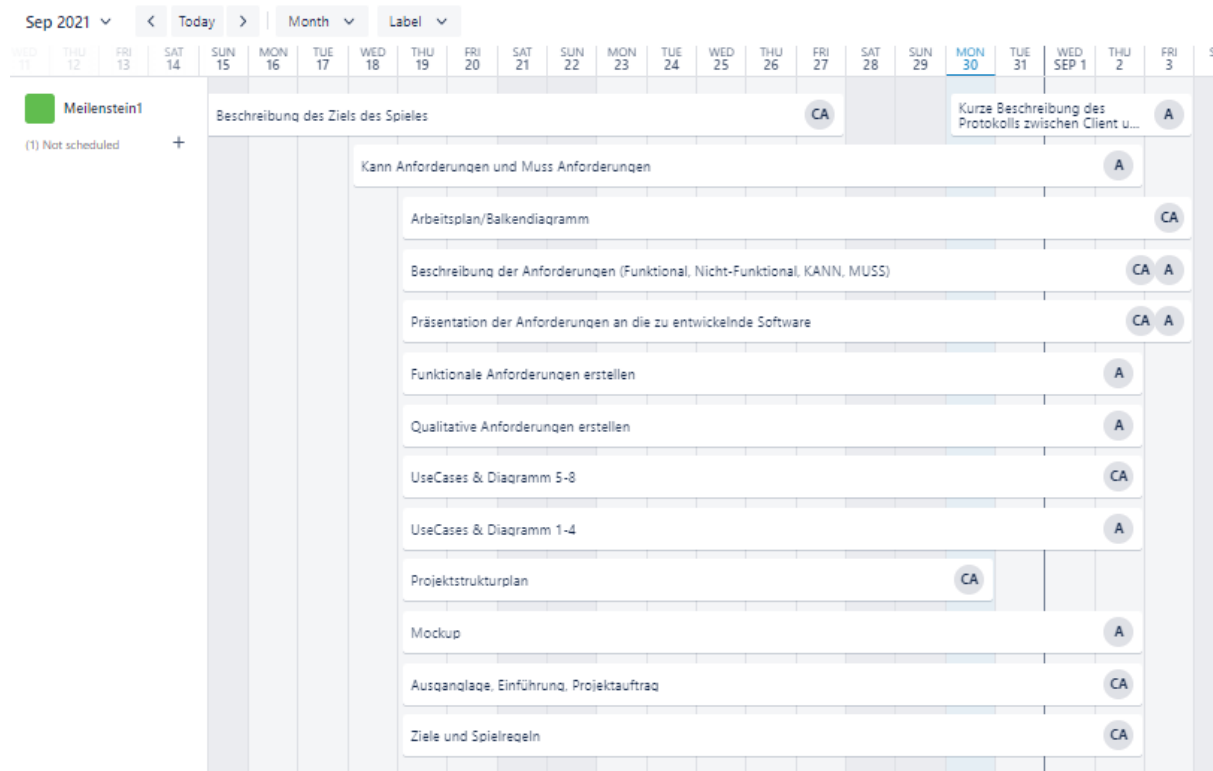 Sep 2021 Today Month Label
WED THU FRI SAT SUN MON TUE WED THU FRI SAT SUN MON TUE WED THU FRI SAT SUN MON TUE WED THU FRI
11 12 13 14 15 16 17 18 19 20 21 22 23 24 25 26 27 28 29 30 31 SEP 1 2 3
Meilenstein1
(1) Not scheduled +
Beschreibung des Ziels des Spieles CA
Kurze Beschreibung des
Protokolls zwischen Client u... A
Kann Anforderungen und Muss Anforderungen A
Arbeitsplan/Balkendiagramm CA
Beschreibung der Anforderungen (Funktional, Nicht-Funktional, KANN, MUSS) CA A
Präsentation der Anforderungen an die zu entwickelnde Software CA A
Funktionale Anforderungen erstellen A
Qualitative Anforderungen erstellen A
UseCases & Diagramm 5-8 CA
UseCases & Diagramm 1-4 A
Projektstrukturplan CA
Mockup A
Ausganglage, Einführung, Projektauftrag CA
Ziele und Spielregeln CA